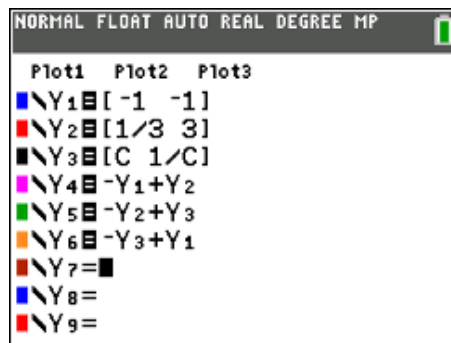 NORMAL FLOAT AUTO REAL DEGREE MP
Plot1 Plot2 Plot3
\Y₁=[ -1 -1]
\Y₂=[1/3 3]
\Y₃=[C 1/C]
\Y₄=-Y₁+Y₂
\Y₅=-Y₂+Y₃
\Y₆=-Y₃+Y₁
\Y₇=
\Y₈=
\Y₉=